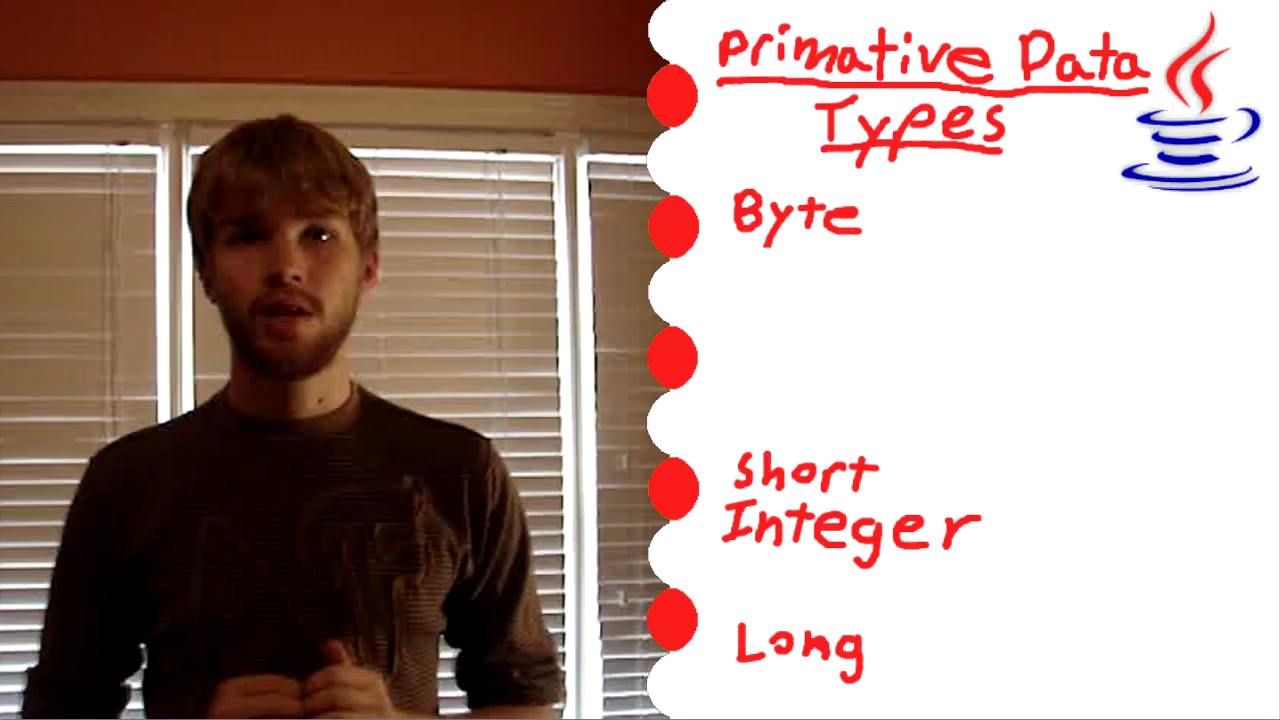 Primative Data
Types
Byte
Short
Integer
Long